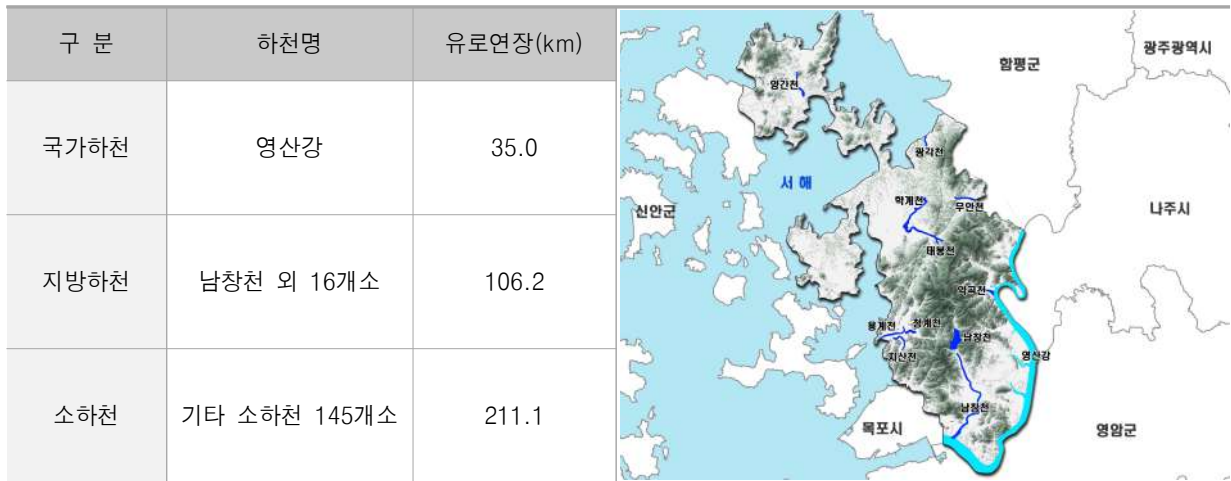 구 분 하천명 유로연장(km)
국가하천 영산강 35.0
지방하천 남창천 외 16개소 106.2
소하천 기타 소하천 145개소 211.1
광주광역시
함평군
영간천
광각천
서 해
학계천
무안천
신안군
나주시
태봉천
역곡천
용계천
청계천
남창천
지산천
영산강
남창천
목포시
영암군